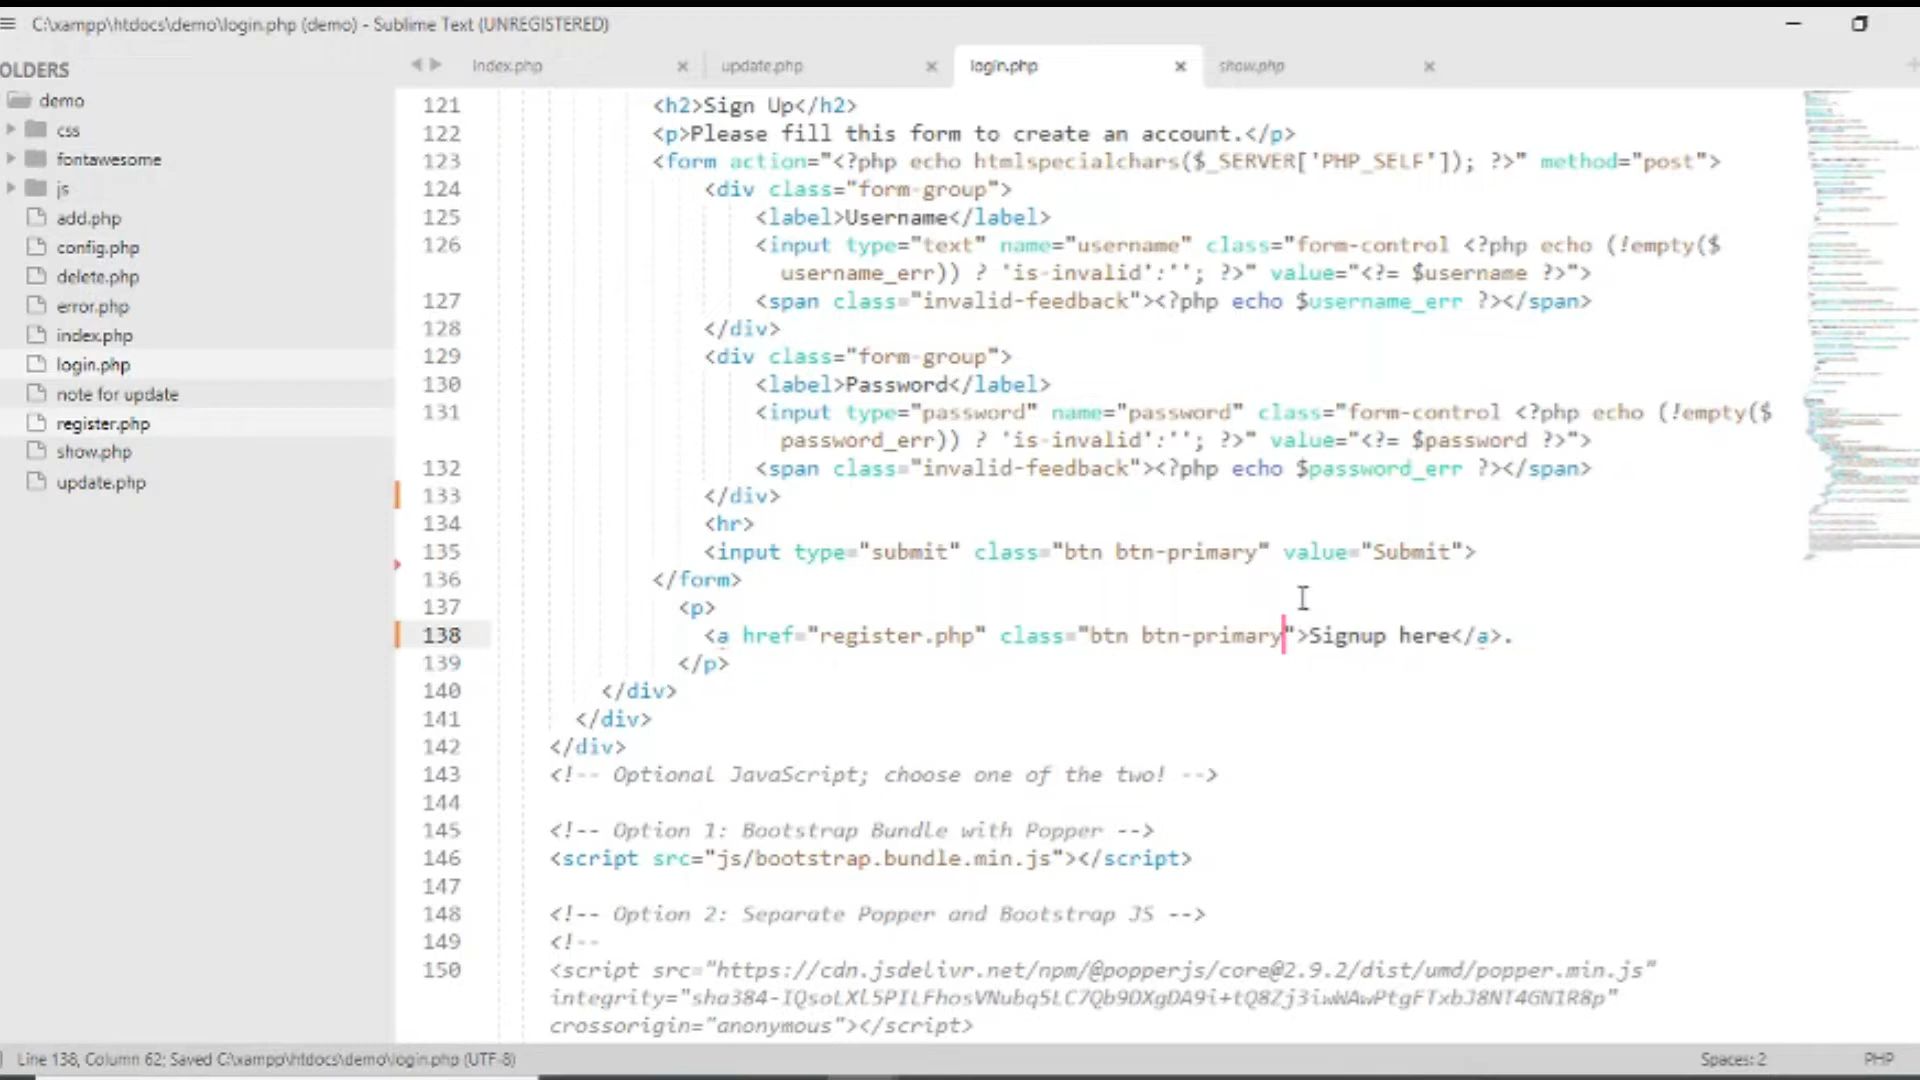 C:\xampp\htdocs\demo\login.php (demo) - Sublime Text (UNREGISTERED)
OLDERS
demo
css
fontawesome
js
add.php
config.php
delete.php
error.php
index.php
login.php
note for update
register.php
show.php
update.php
index.php
update.php
login.php
show.php
121 <h2>Sign Up</h2>
122 <p>Please fill this form to create an account.</p>
123 <form action="<?php echo htmlspecialchars($_SERVER['PHP_SELF']); ?>" method="post">
124 <div class="form-group">
125 <label>Username</label>
126 <input type="text" name="username" class="form-control <?php echo (!empty($
username_err)) ? 'is-invalid':''; ?>" value="<?= $username ?>">
127 <span class="invalid-feedback"><?php echo $username_err ?></span>
128 </div>
129 <div class="form-group">
130 <label>Password</label>
131 <input type="password" name="password" class="form-control <?php echo (!empty($
password_err)) ? 'is-invalid':''; ?>" value="<?= $password ?>">
132 <span class="invalid-feedback"><?php echo $password_err ?></span>
133 </div>
134 <hr>
135 <input type="submit" class="btn btn-primary" value="Submit">
136 </form>
137 <p>
138 <a href="register.php" class="btn btn-primary">Signup here</a>.
139 </p>
140 </div>
141 </div>
142 </div>
143 <!-- Optional JavaScript; choose one of the two! -->
144
145 <!-- Option 1: Bootstrap Bundle with Popper -->
146 <script src="js/bootstrap.bundle.min.js"></script>
147
148 <!-- Option 2: Separate Popper and Bootstrap JS -->
149 <!--
150 <script src="https://cdn.jsdelivr.net/npm/@popperjs/core@2.9.2/dist/umd/popper.min.js"
integrity="sha384-IQsoLXl5PILFhosVNubq5LC7Qb9DXgDA9i+tQ8Zj3iwWAwPtgFTxbJ8NT4GN1R8p"
crossorigin="anonymous"></script>
Line 138, Column 62; Saved C:\xampp\htdocs\demo\login.php (UTF-8)
Spaces: 2
PHP